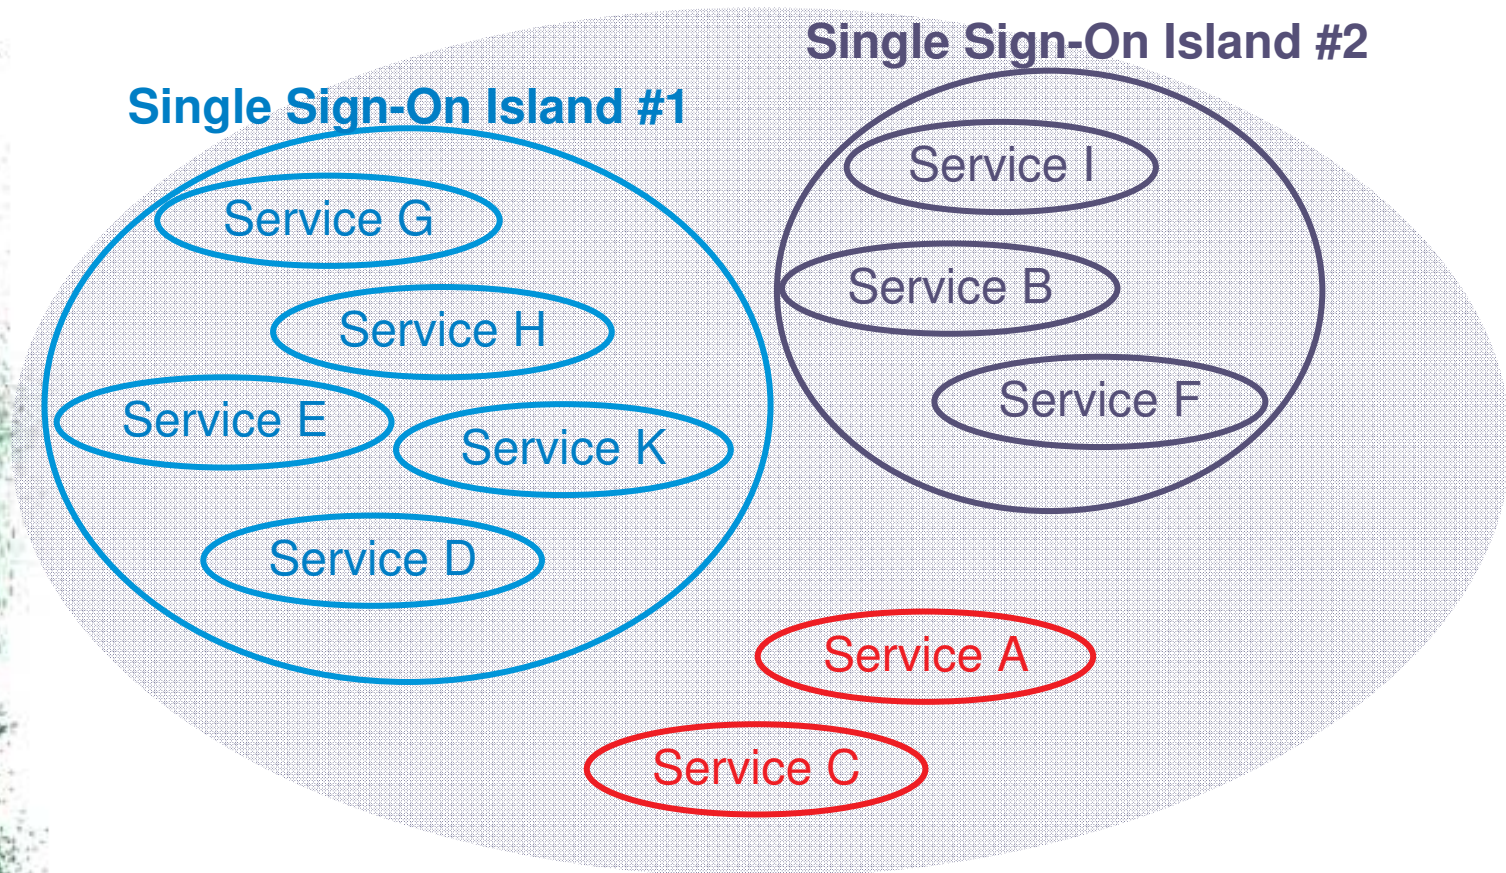 Single Sign-On Island #2
Single Sign-On Island #1
Service I
Service G
Service B
Service H
Service F
Service E
Service K
Service D
Service A
Service C